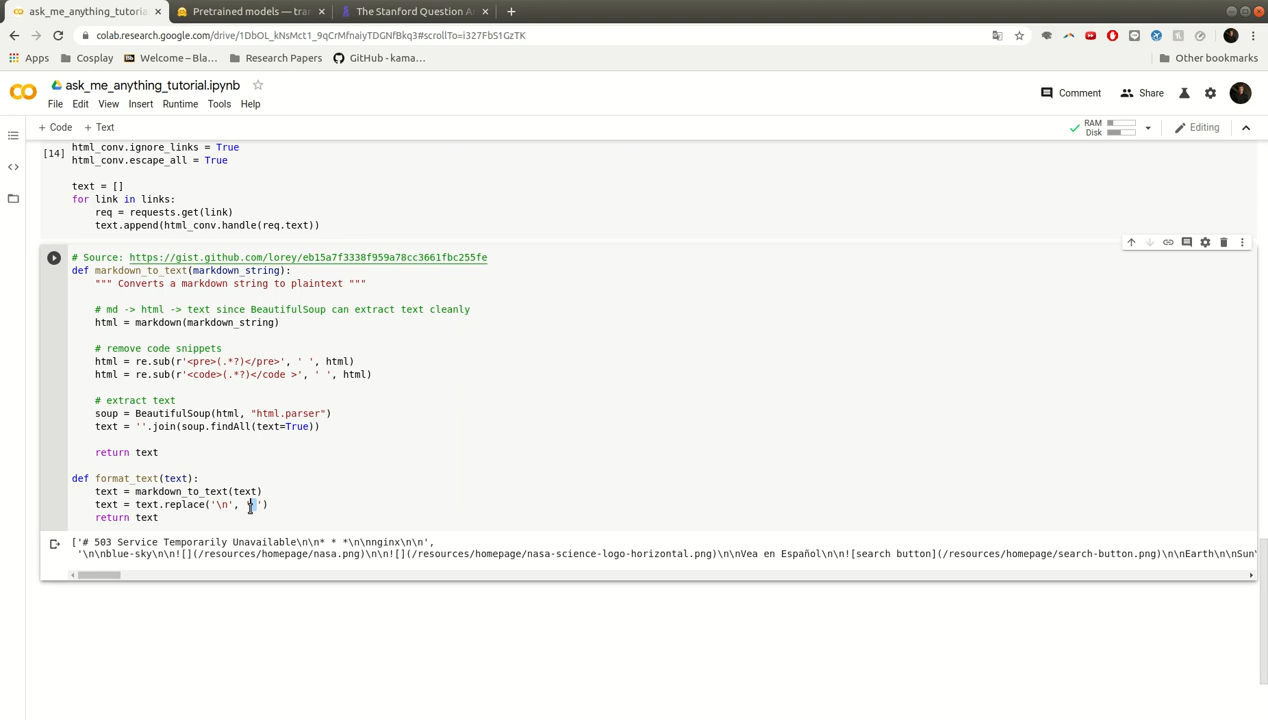 ask_me_anything_tutoria
Pretrained models — tran
The Stanford Question A
colab.research.google.com/drive/1DbOL_kNsMct1_9qCrMfnaiyTDGNfBkq3#scrollTo=i327FbS1GzTK
Apps
Cosplay
Welcome – Bla...
Research Papers
GitHub - kama...
Other bookmarks
ask_me_anything_tutorial.ipynb
File Edit View Insert Runtime Tools Help
Comment
Share
+ Code + Text
RAM
Disk
Editing
[14]
html_conv.ignore_links = True
html_conv.escape_all = True
text = []
for link in links:
req = requests.get(link)
text.append(html_conv.handle(req.text))
# Source: https://gist.github.com/lorey/eb15a7f3338f959a78cc3661fbc255fe
def markdown_to_text(markdown_string):
""" Converts a markdown string to plaintext """
# md -> html -> text since BeautifulSoup can extract text cleanly
html = markdown(markdown_string)
# remove code snippets
html = re.sub(r'<pre>(.*?)</pre>', ' ', html)
html = re.sub(r'<code>(.*?)</code >', ' ', html)
# extract text
soup = BeautifulSoup(html, "html.parser")
text = ''.join(soup.findAll(text=True))
return text
def format_text(text):
text = markdown_to_text(text)
text = text.replace('\n', ' ')
return text
['# 503 Service Temporarily Unavailable\n\n* * *\n\nnginx\n\n',
'\n\nblue-sky\n\n![](/resources/homepage/nasa.png)\n\n![](/resources/homepage/nasa-science-logo-horizontal.png)\n\nVea en Español\n\n![search button](/resources/homepage/search-button.png)\n\nEarth\n\nSun\